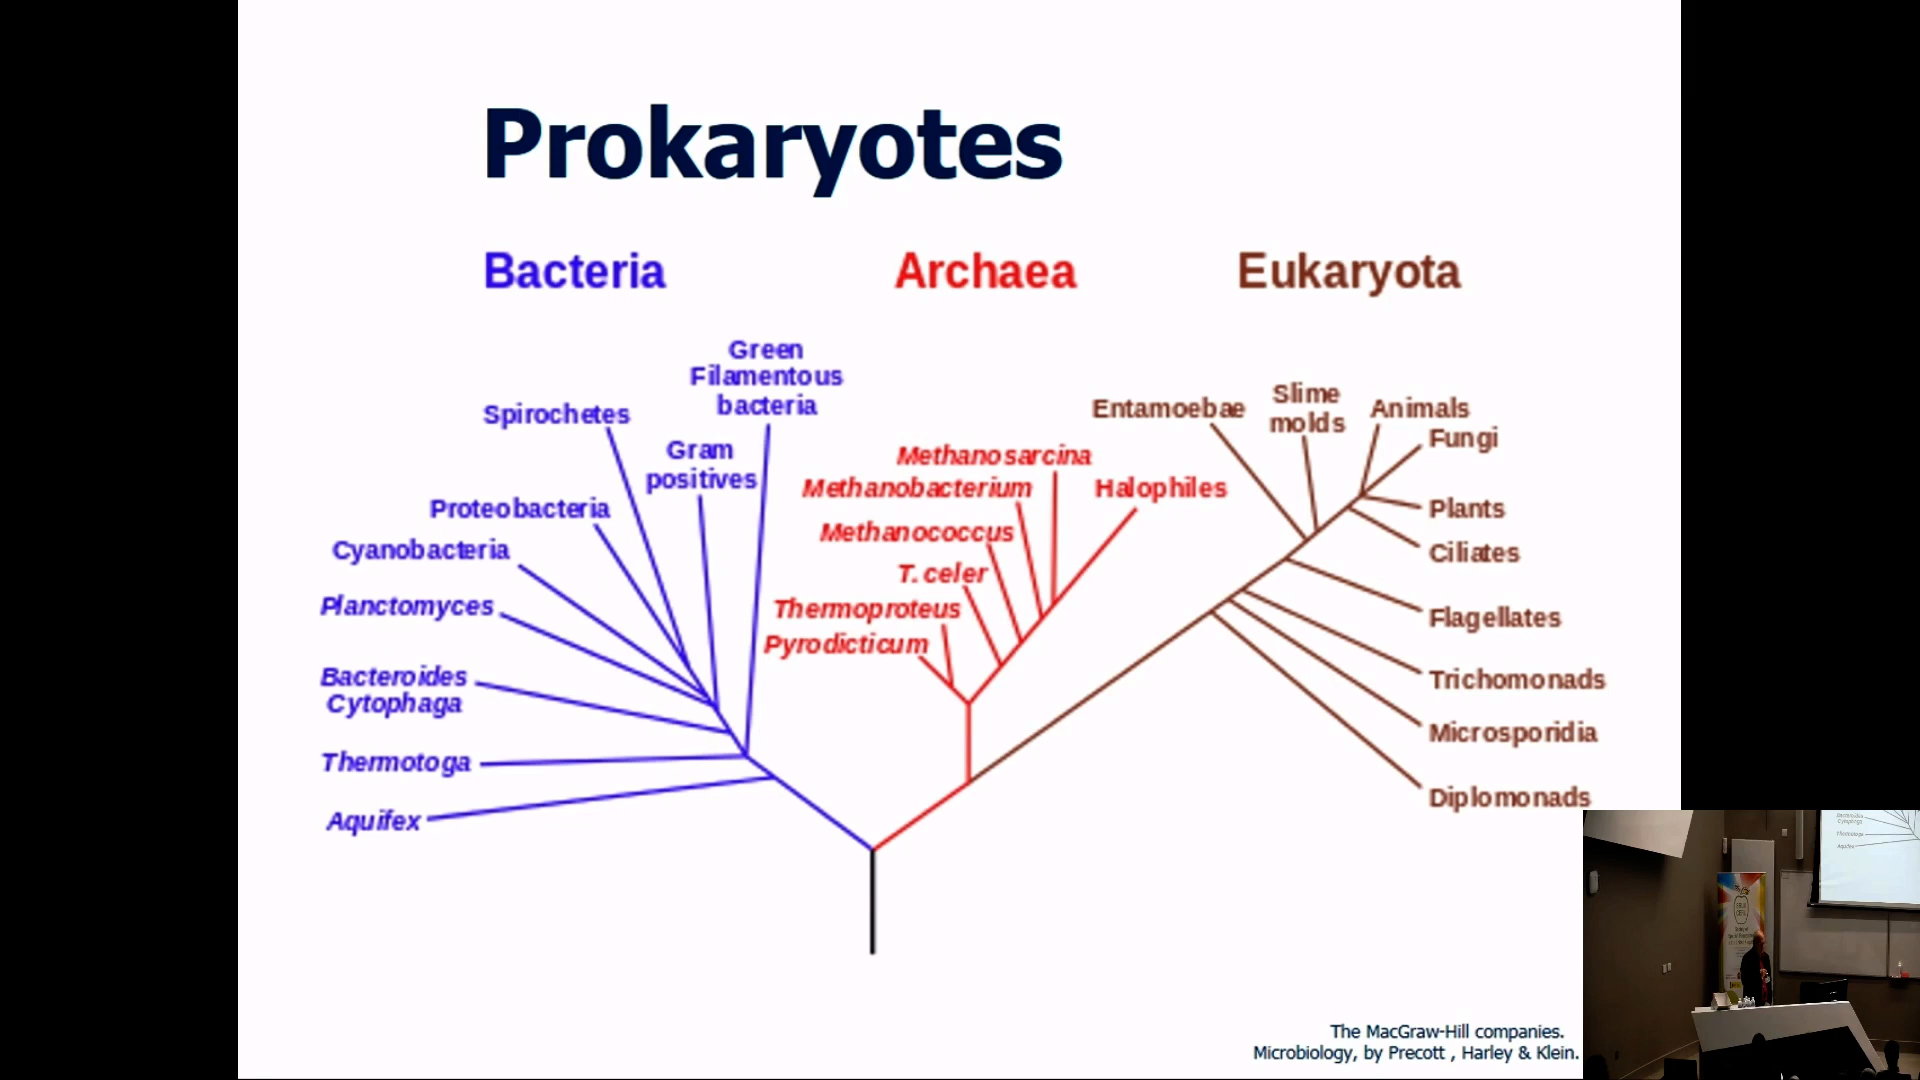 Prokaryotes
Bacteria
Archaea
Eukaryota
Green
Filamentous
bacteria
Spirochetes
Gram
positives
Proteobacteria
Cyanobacteria
Planctomyces
Bacteroides
Cytophaga
Thermotoga
Aquifex
Methanosarcina
Methanobacterium
Halophiles
Methanococcus
T. celer
Thermoproteus
Pyrodicticum
Entamoebae
Slime
molds
Animals
Fungi
Plants
Ciliates
Flagellates
Trichomonads
Microsporidia
Diplomonads
The MacGraw-Hill companies.
Microbiology, by Precott , Harley & Klein.